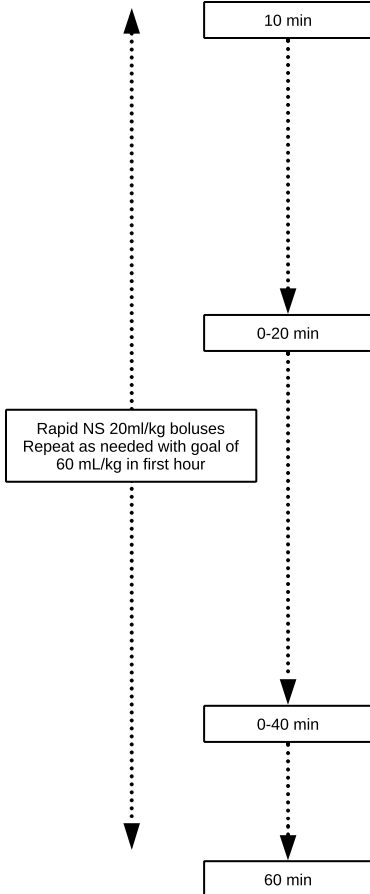 10 min
0-20 min
Rapid NS 20ml/kg boluses
Repeat as needed with goal of
60 mL/kg in first hour
0-40 min
60 min